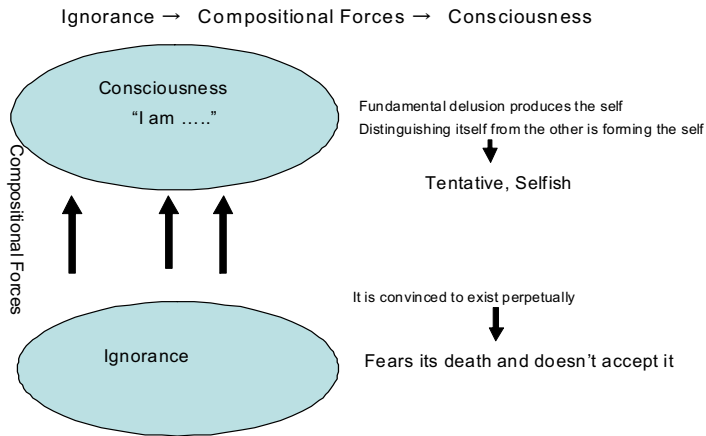 Ignorance → Compositional Forces → Consciousness
Consciousness
“I am …..”
Fundamental delusion produces the self
Distinguishing itself from the other is forming the self
Tentative, Selfish
Compositional Forces
It is convinced to exist perpetually
Ignorance
Fears its death and doesn’t accept it